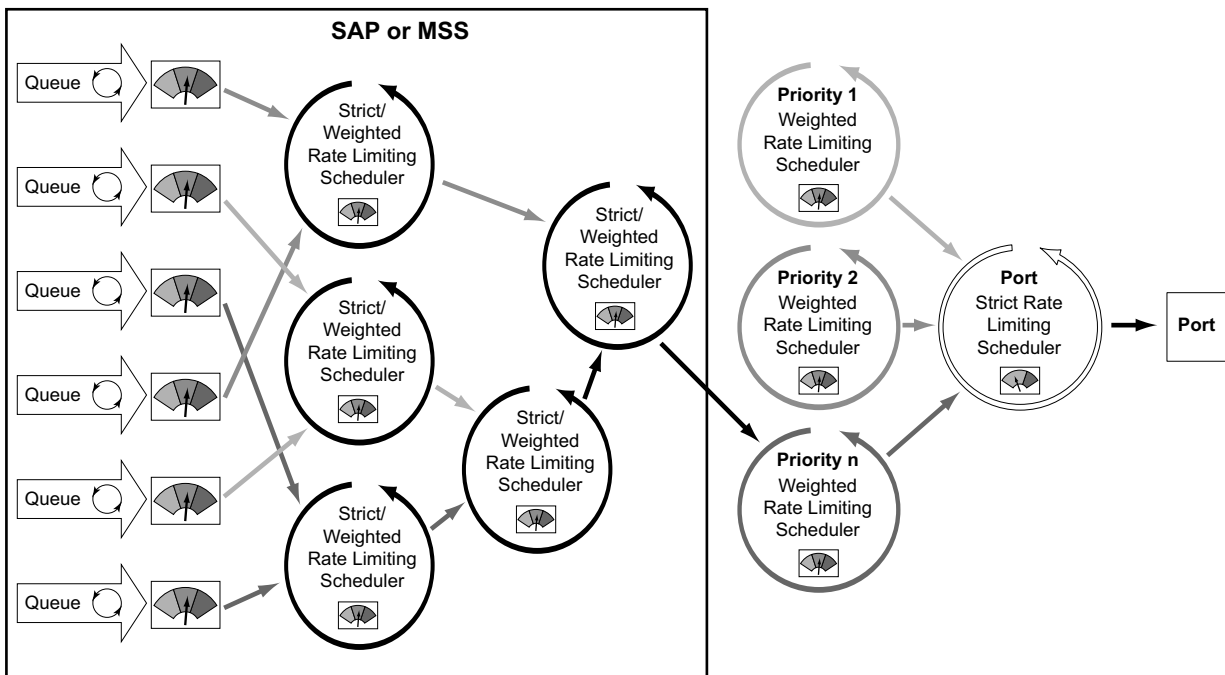 SAP or MSS
Queue
Queue
Queue
Queue
Queue
Queue
Strict/
Weighted
Rate Limiting
Scheduler
Strict/
Weighted
Rate Limiting
Scheduler
Strict/
Weighted
Rate Limiting
Scheduler
Strict/
Weighted
Rate Limiting
Scheduler
Strict/
Weighted
Rate Limiting
Scheduler
Priority 1
Weighted
Rate Limiting
Scheduler
Priority 2
Weighted
Rate Limiting
Scheduler
Priority n
Weighted
Rate Limiting
Scheduler
Port
Strict Rate
Limiting
Scheduler
Port